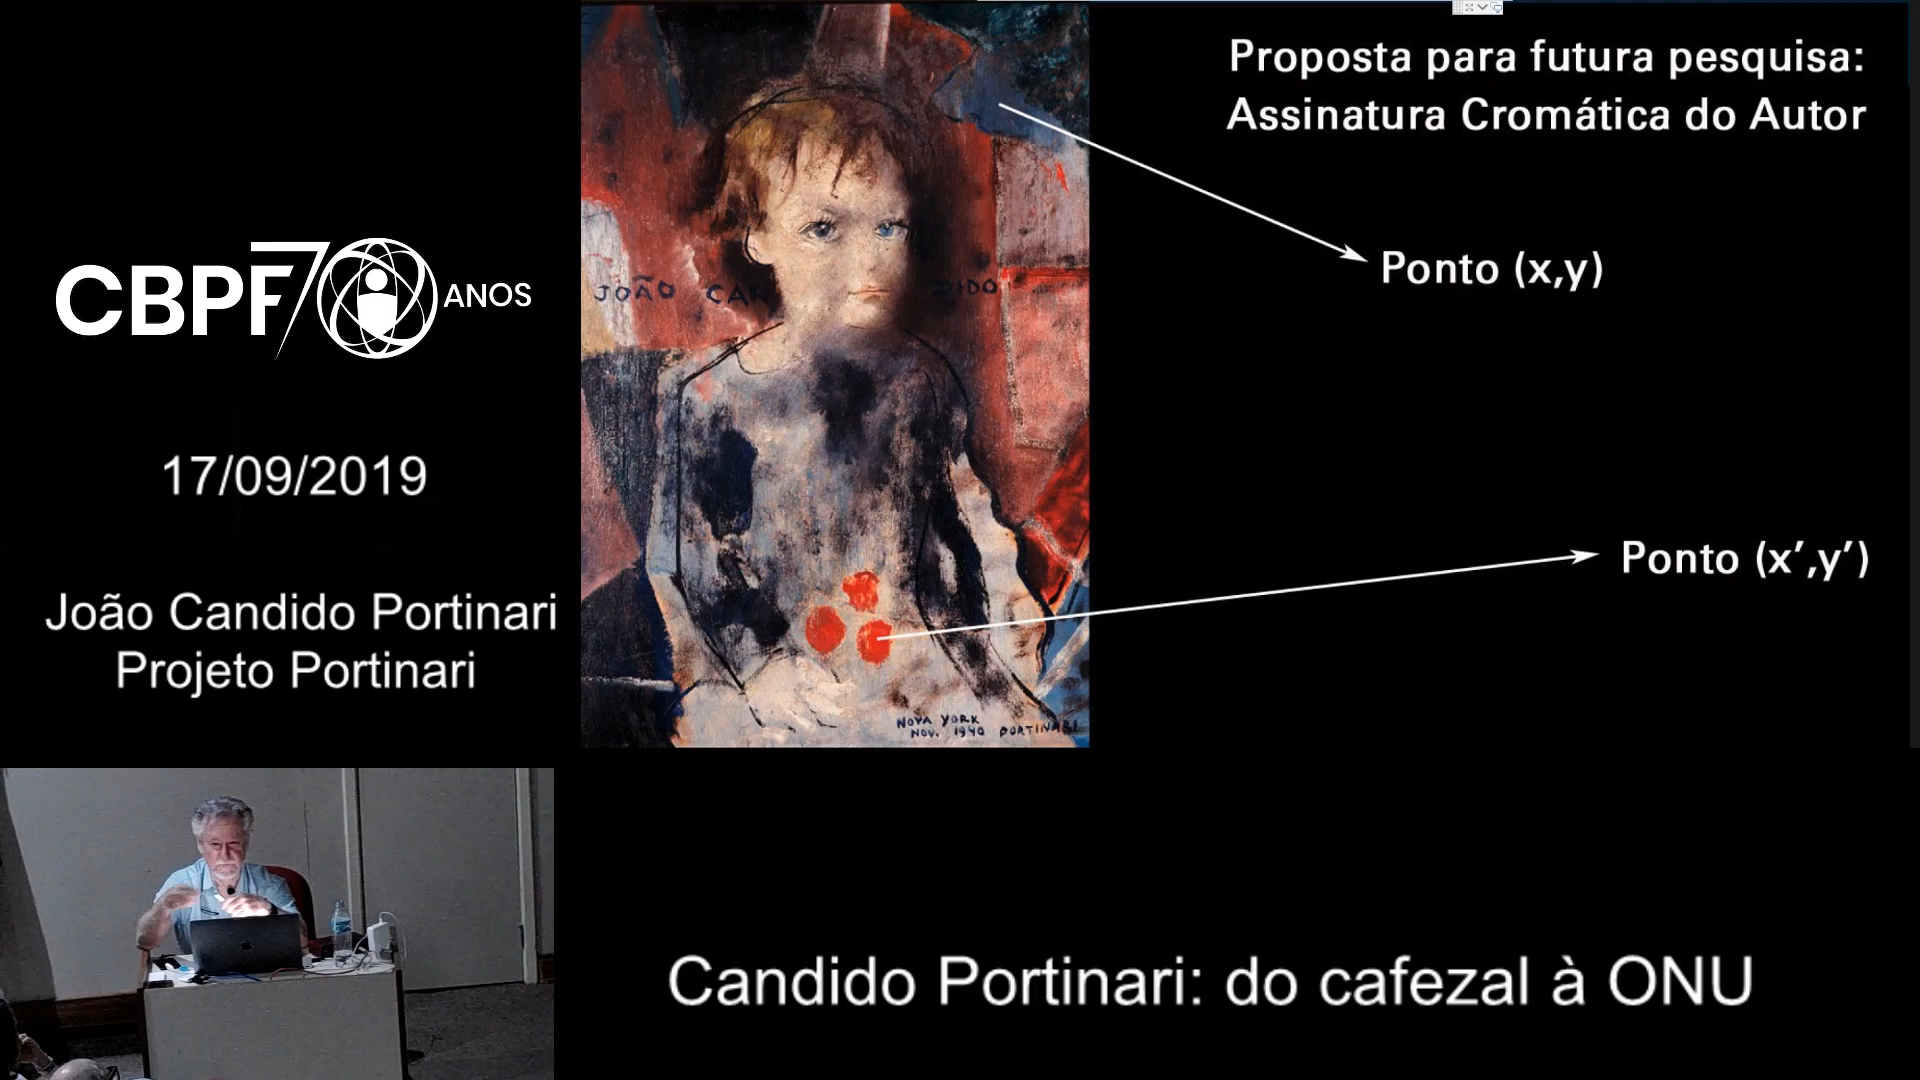 CBPF 70 ANOS
17/09/2019
João Candido Portinari
Projeto Portinari
JOÃO CAN DIDO
NOVA YORK
NOV. 1940 PORTINARI
Proposta para futura pesquisa:
Assinatura Cromática do Autor
Ponto (x,y)
Ponto (x’,y’)
Candido Portinari: do cafezal à ONU